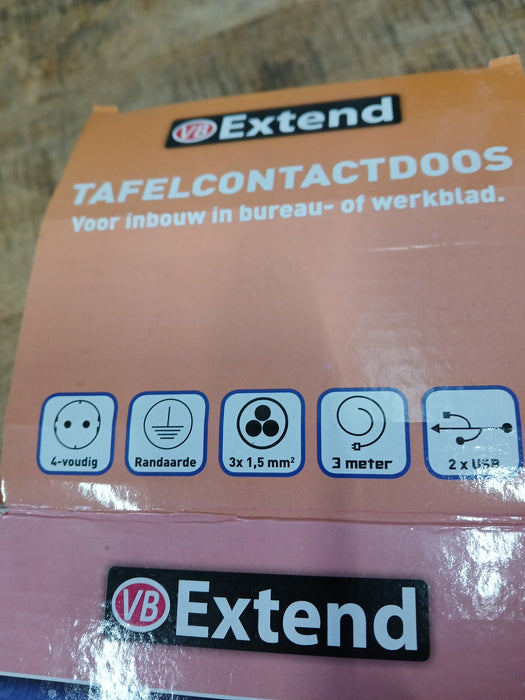 VB Extend
TAFELCONTACTDOOS
Voor inbouw in bureau- of werkblad.
4-voudig
Randaarde
3x 1,5 mm²
3 meter
2 x USB
VB Extend